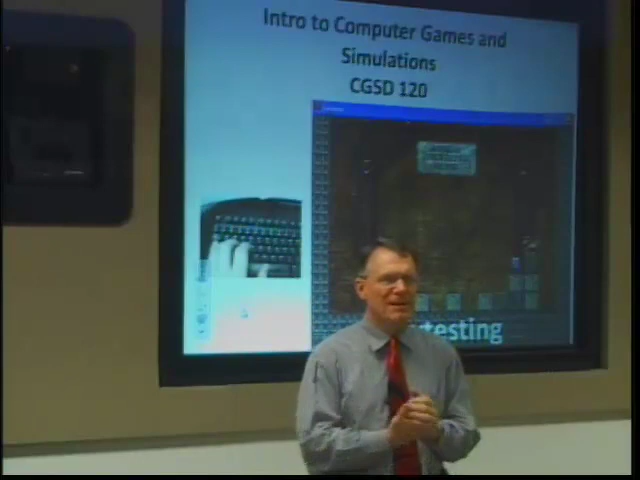 Intro to Computer Games and
Simulations
CGSD 120
testing